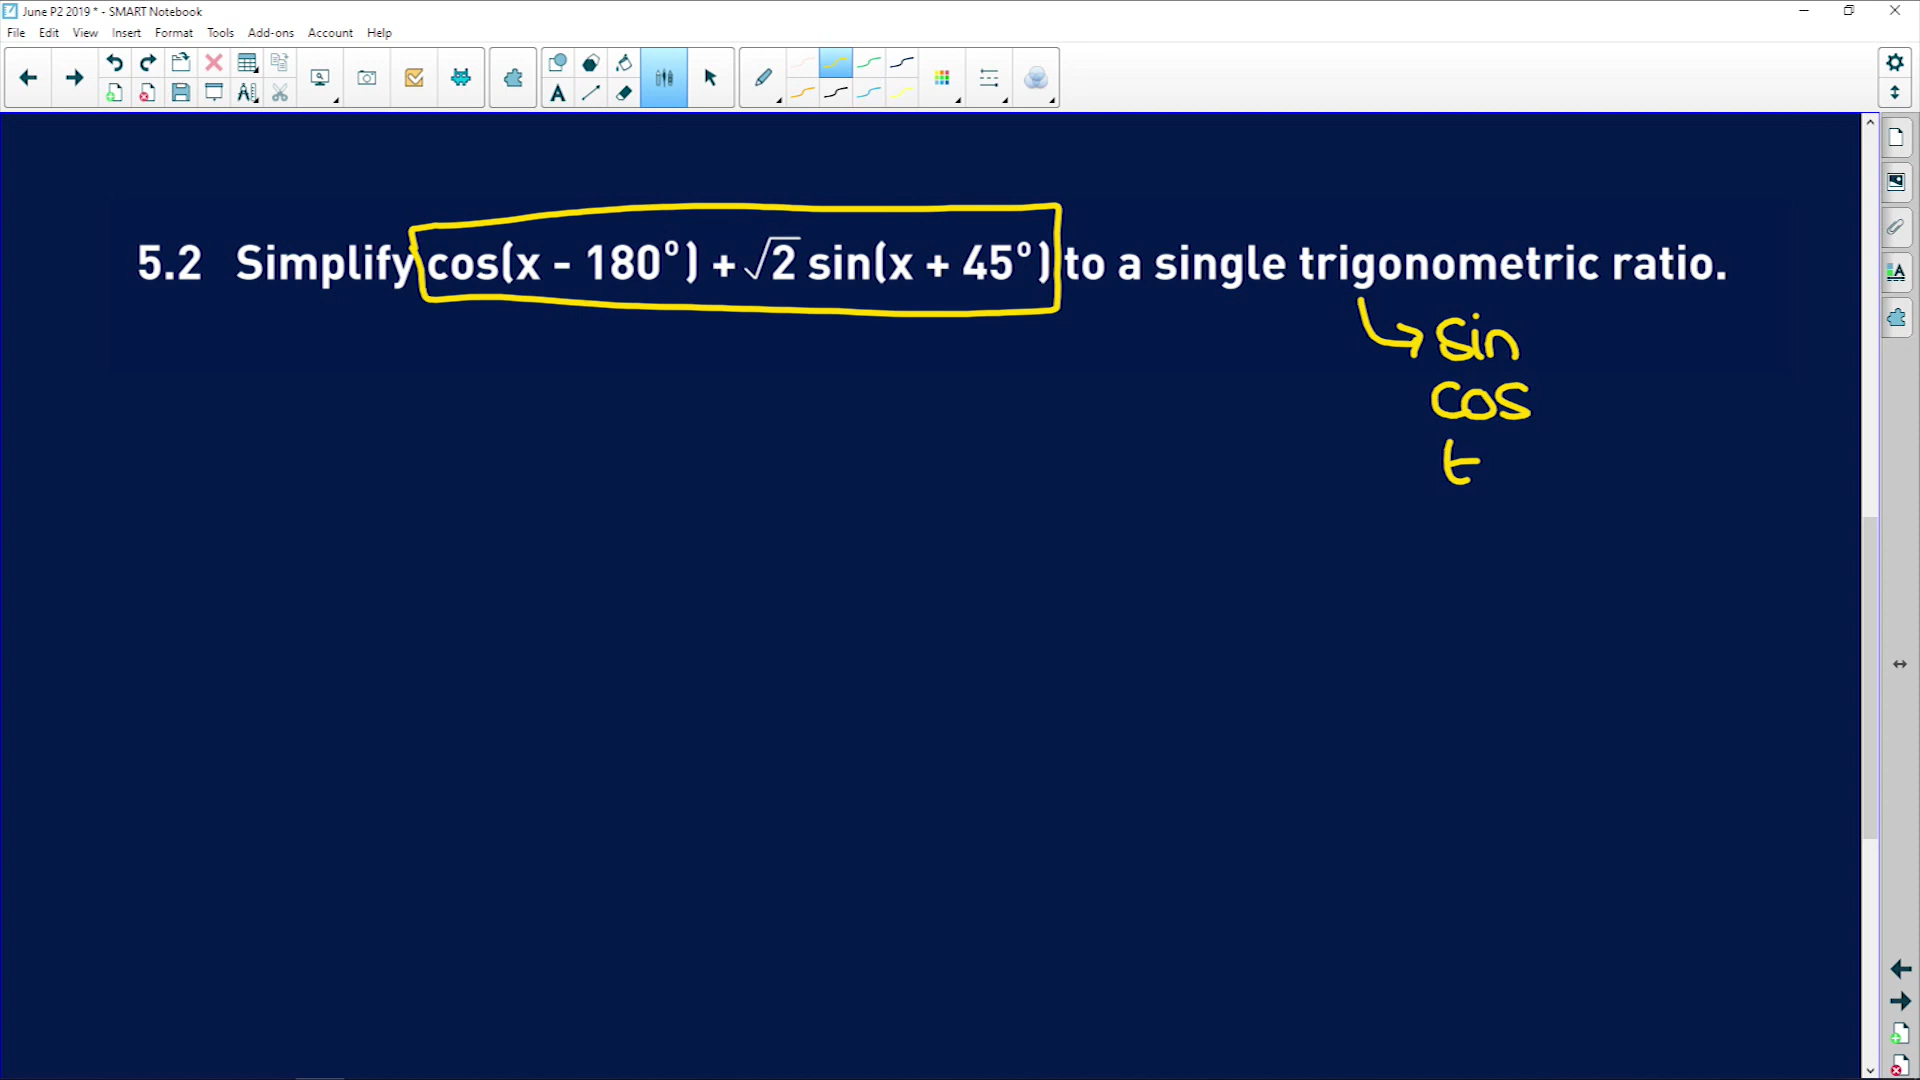 June P2 2019 * - SMART Notebook
File Edit View Insert Format Tools Add-ons Account Help
5.2 Simplify cos(x - 180°) + √2 sin(x + 45°) to a single trigonometric ratio.
sin
cos
t